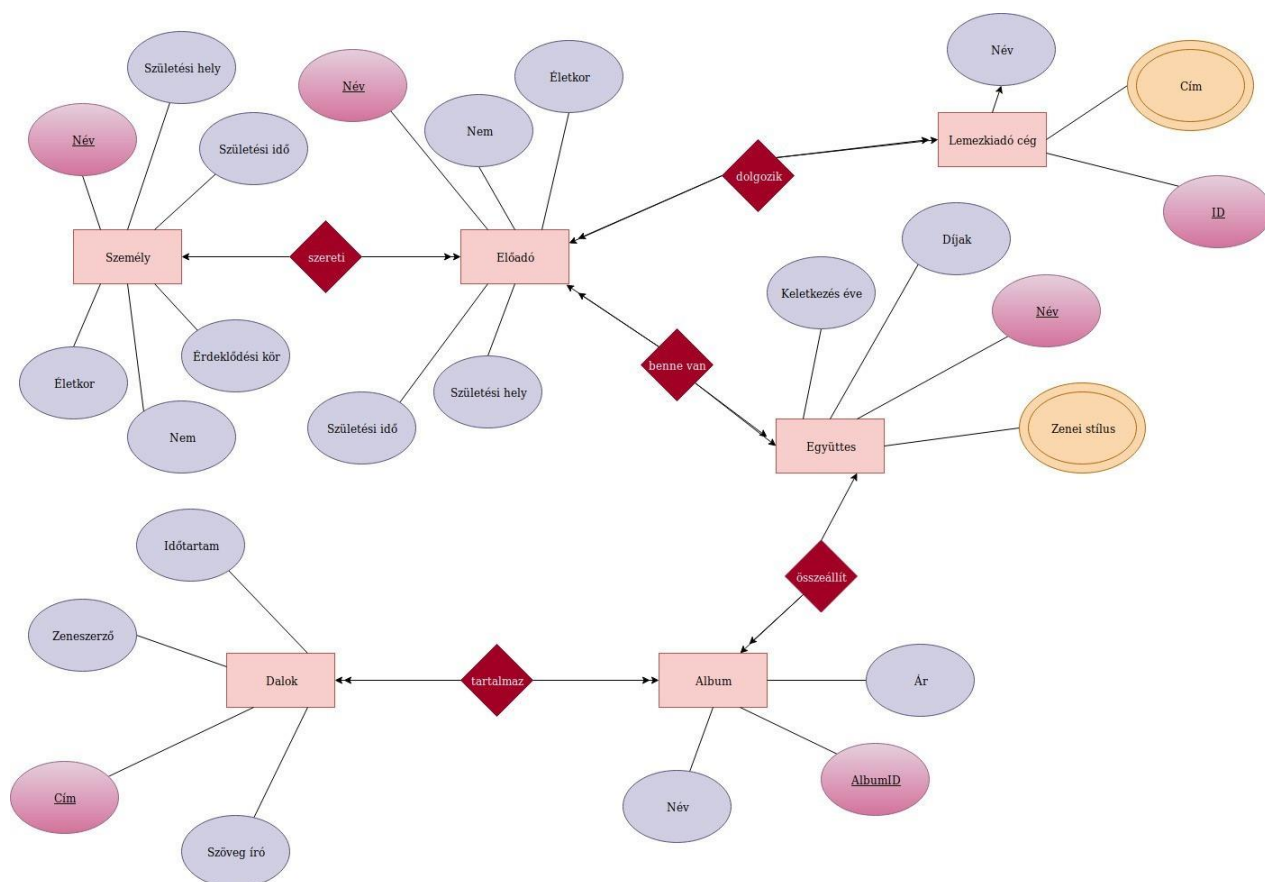 Név
Születési hely
Életkor
Cím
Név
Név
Nem
Születési idő
Lemezkiadó cég
dolgozik
ID
Díjak
Személy
szereti
Előadó
Keletkezés éve
Név
Érdeklődési kör
benne van
Életkor
Születési hely
Születési idő
Zenei stílus
Nem
Együttes
Időtartam
összeállít
Zeneszerző
Dalok
tartalmaz
Album
Ár
AlbumID
Cím
Név
Szöveg író